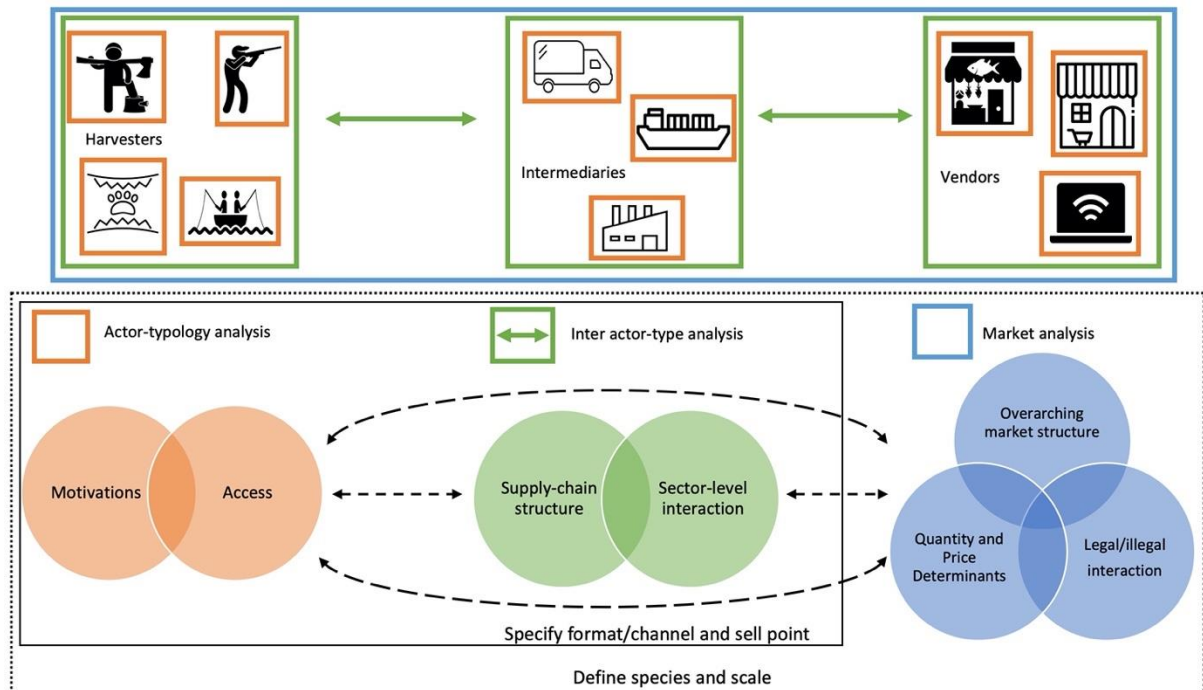 Harvesters
Intermediaries
Vendors
Actor-typology analysis
Inter actor-type analysis
Market analysis
Motivations
Access
Supply-chain
structure
Sector-level
interaction
Overarching
market structure
Quantity and
Price
Determinants
Legal/illegal
interaction
Specify format/channel and sell point
Define species and scale